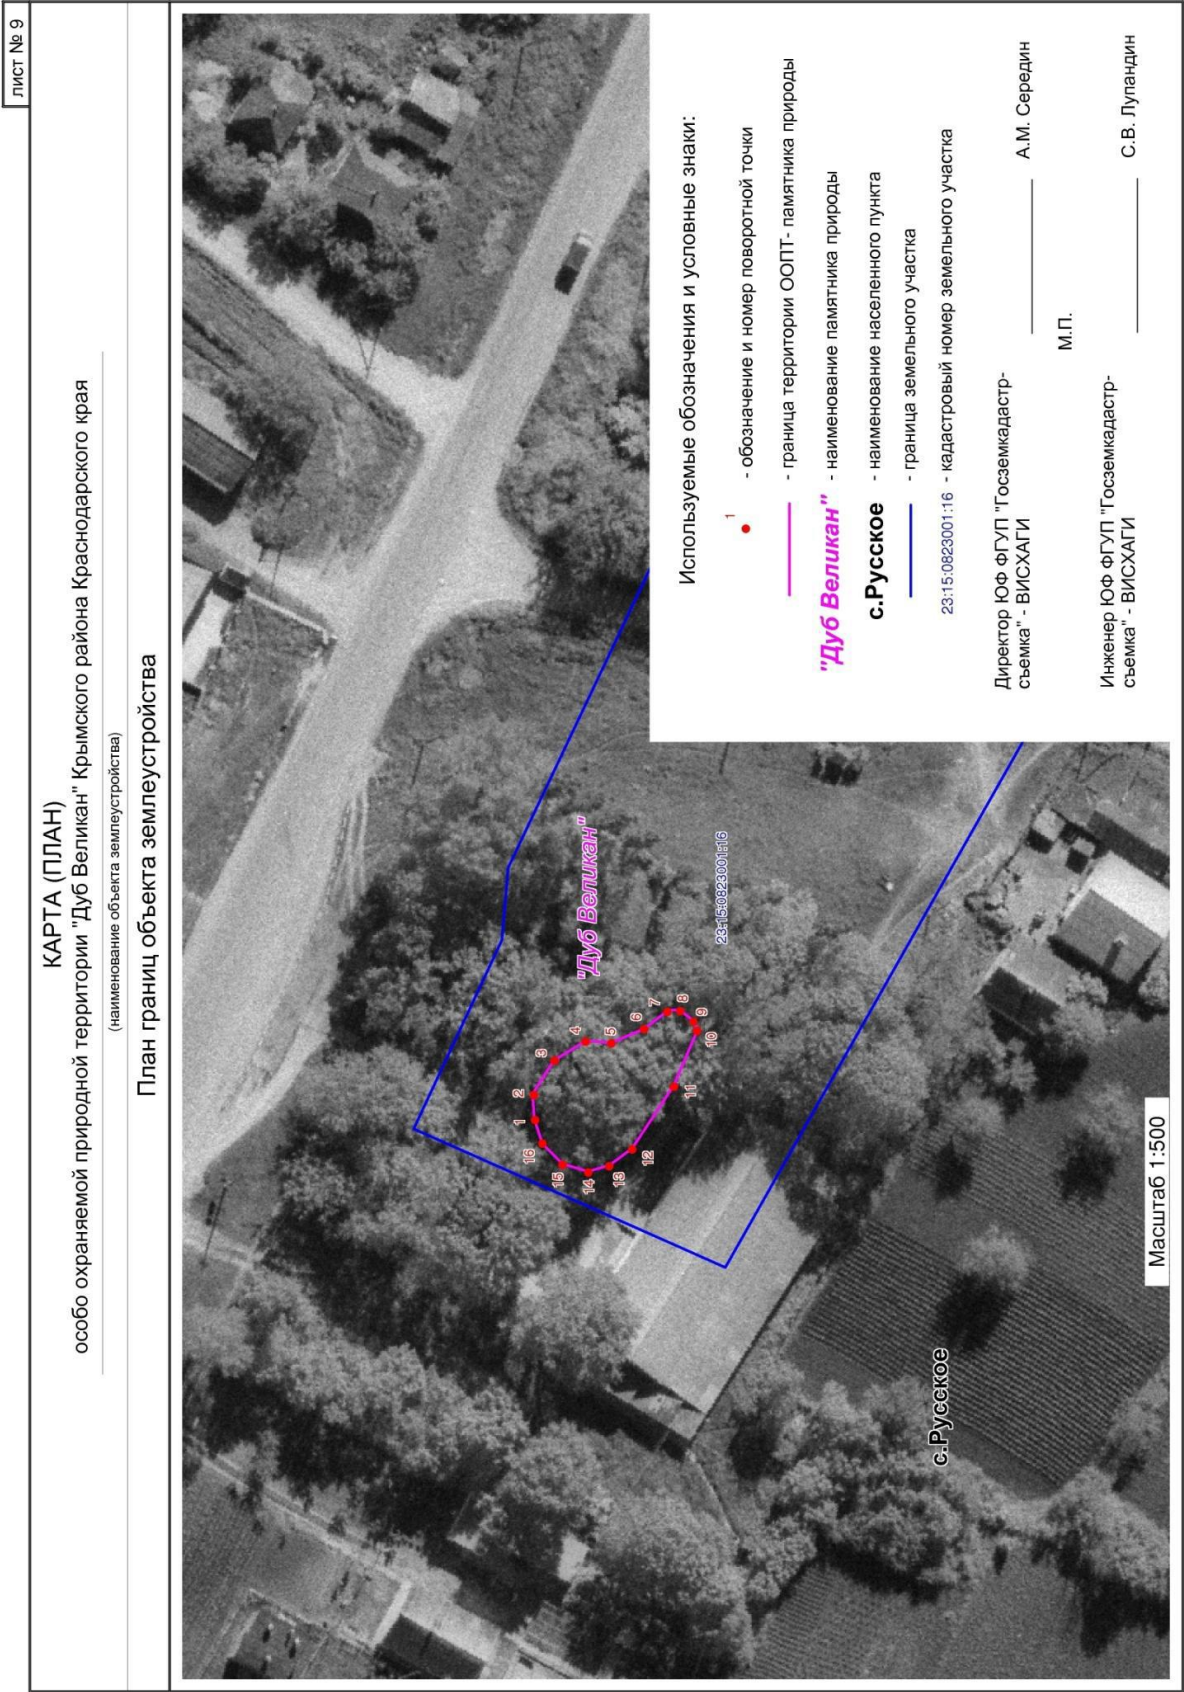 лист № 9
КАРТА (ПЛАН)
особо охраняемой природной территории "Дуб Великан" Крымского района Краснодарского края
(наименование объекта землеустройства)
План границ объекта землеустройства
1
2
3
4
5
6
7
8
9
10
11
12
13
14
15
16
"Дуб Великан"
23:15:0823001:16
с.Русское
Масштаб 1:500
Используемые обозначения и условные знаки:
1 - обозначение и номер поворотной точки
- граница территории ООПТ- памятника природы
"Дуб Великан" - наименование памятника природы
с.Русское - наименование населенного пункта
- граница земельного участка
23:15:0823001:16 - кадастровый номер земельного участка
Директор ЮФ ФГУП "Госземкадастр-
съемка" - ВИСХАГИ А.М. Середин
М.П.
Инженер ЮФ ФГУП "Госземкадастр-
съемка" - ВИСХАГИ С.В. Лупандин